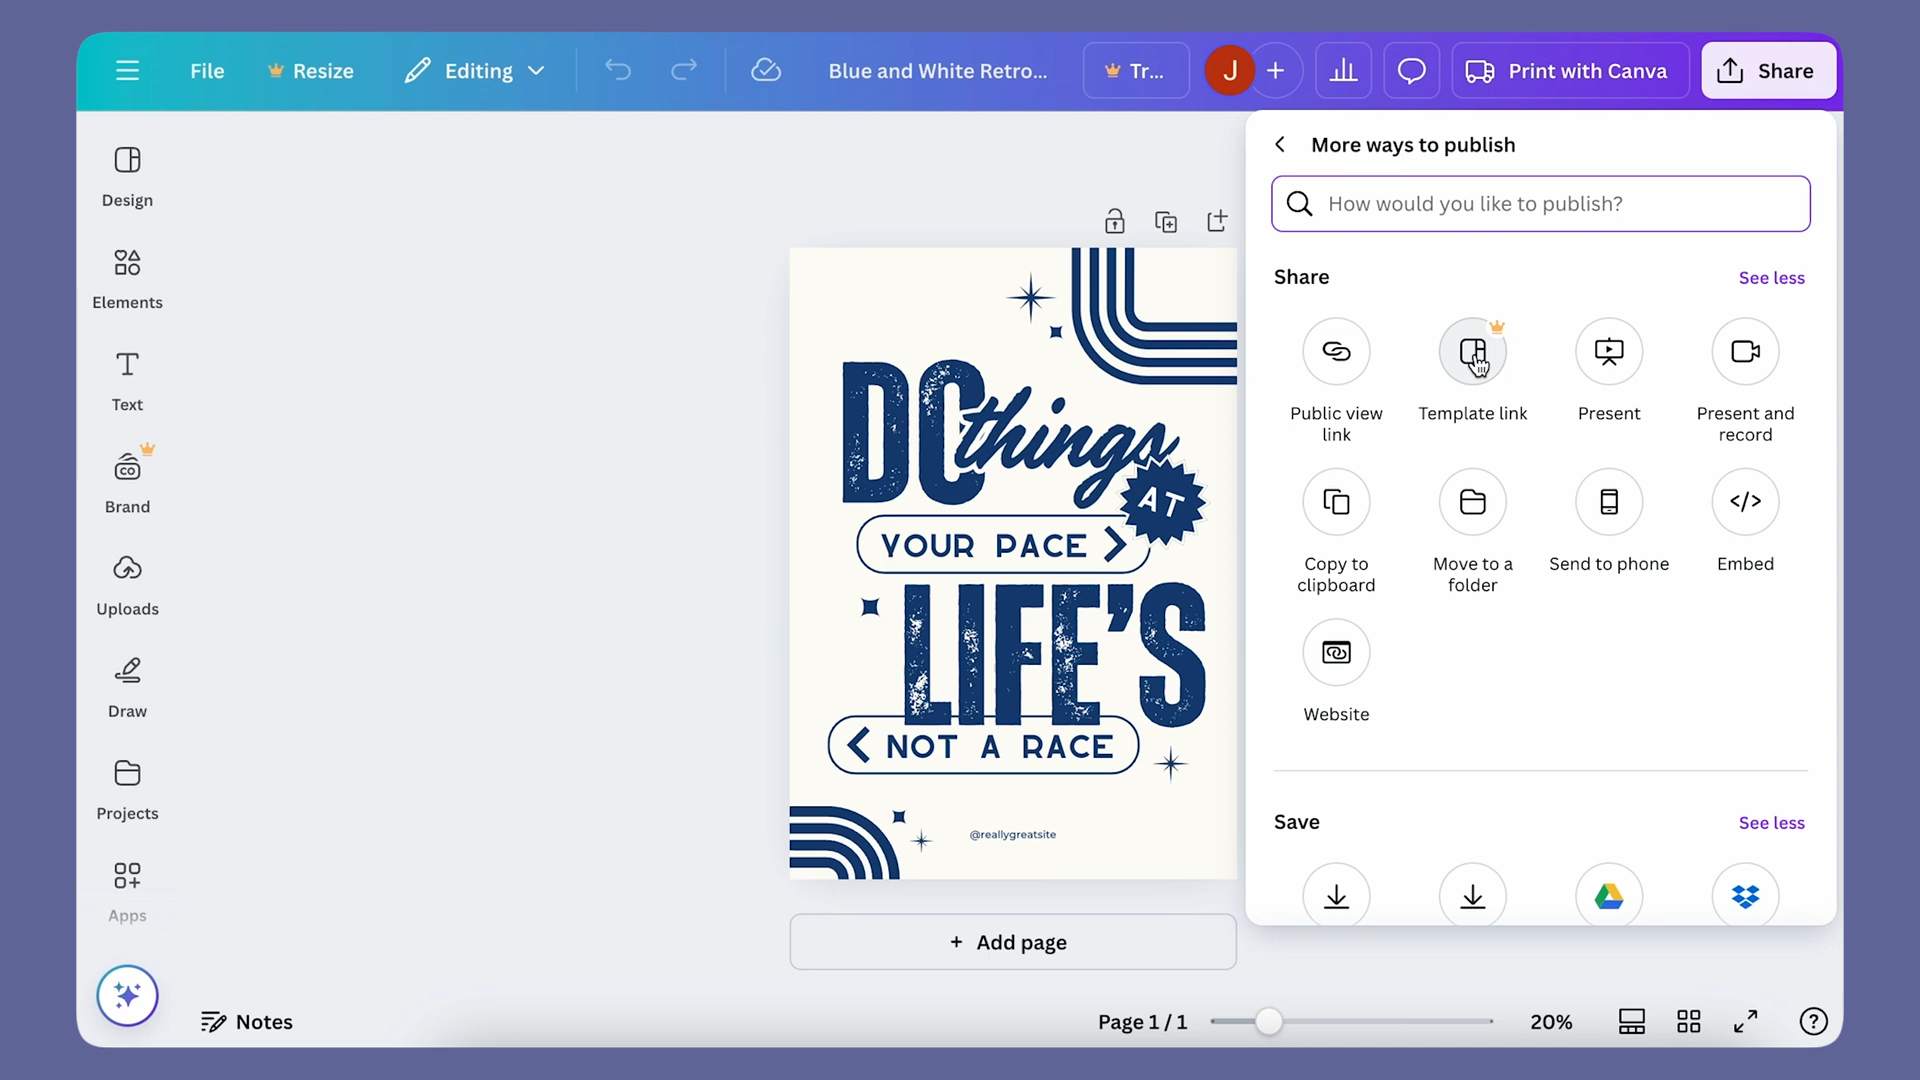 File
Resize
Editing
Blue and White Retro...
Tr...
J
Print with Canva
Share
Design
Elements
Text
Brand
CO
Uploads
Draw
Projects
Apps
DO things
AT
YOUR PACE
LIFE'S
NOT A RACE
@reallygreatsite
+ Add page
More ways to publish
How would you like to publish?
Share
See less
Public view
link
Template link
Present
Present and
record
Copy to
clipboard
Move to a
folder
Send to phone
Embed
Website
Save
See less
Notes
Page 1 / 1
20%